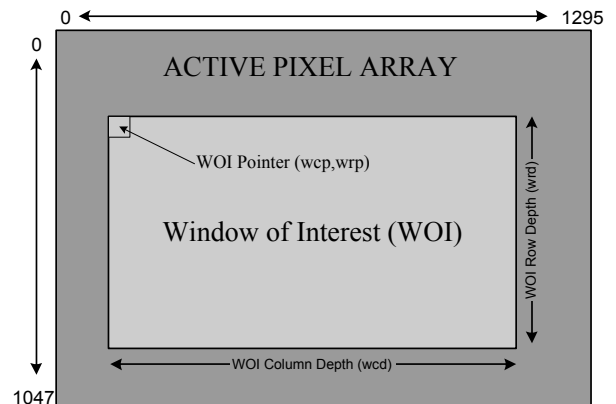 0 1295
0
ACTIVE PIXEL ARRAY
WOI Pointer (wcp,wrp)
Window of Interest (WOI)
WOI Row Depth (wrd)
WOI Column Depth (wcd)
1047